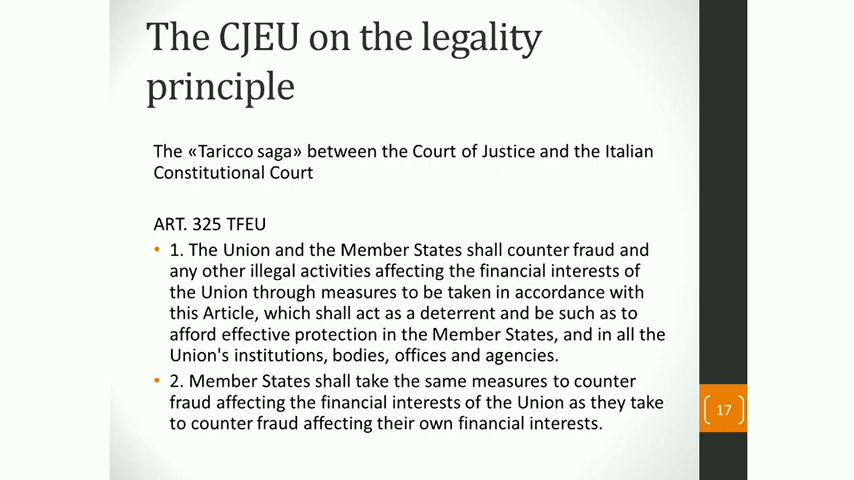 The CJEU on the legality
principle
The «Taricco saga» between the Court of Justice and the Italian
Constitutional Court
ART. 325 TFEU
• 1. The Union and the Member States shall counter fraud and
any other illegal activities affecting the financial interests of
the Union through measures to be taken in accordance with
this Article, which shall act as a deterrent and be such as to
afford effective protection in the Member States, and in all the
Union's institutions, bodies, offices and agencies.
• 2. Member States shall take the same measures to counter
fraud affecting the financial interests of the Union as they take
to counter fraud affecting their own financial interests.
17